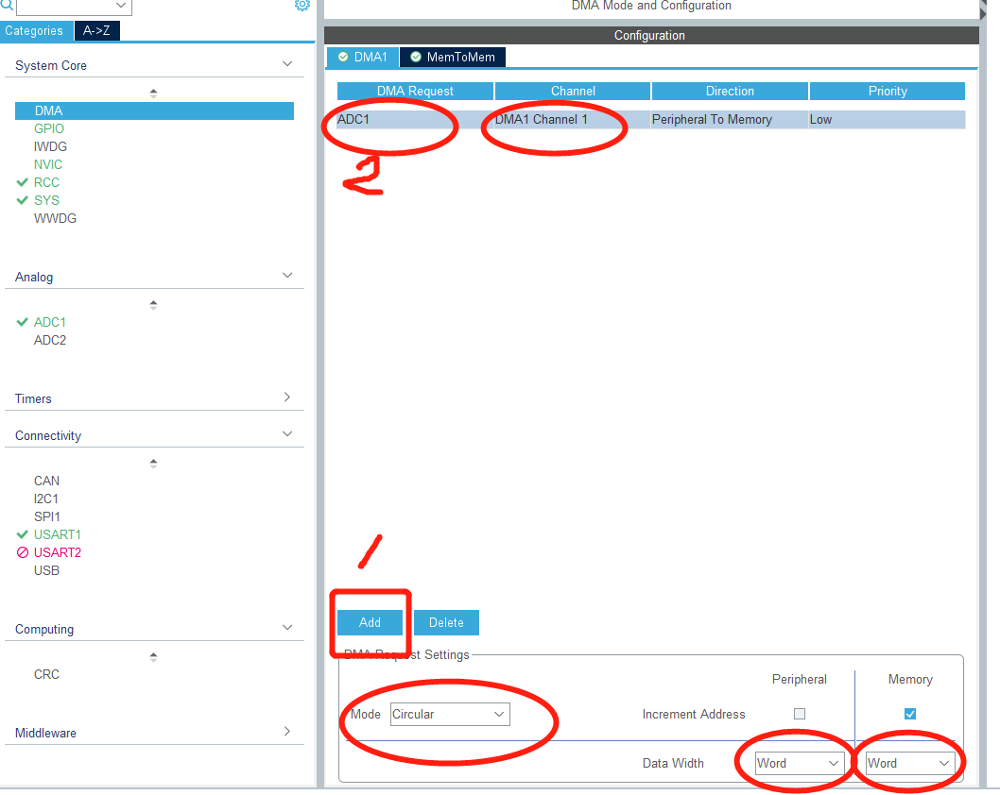 DMA Mode and Configuration
Categories A->Z
Configuration
System Core
DMA
GPIO
IWDG
NVIC
RCC
SYS
WWDG
Analog
ADC1
ADC2
Timers
Connectivity
CAN
I2C1
SPI1
USART1
USART2
USB
Computing
CRC
Middleware
DMA1 MemToMem
DMA Request Channel Direction Priority
ADC1 DMA1 Channel 1 Peripheral To Memory Low
2
1
Add Delete
DMA Request Settings
Peripheral Memory
Mode Circular Increment Address
Data Width Word Word